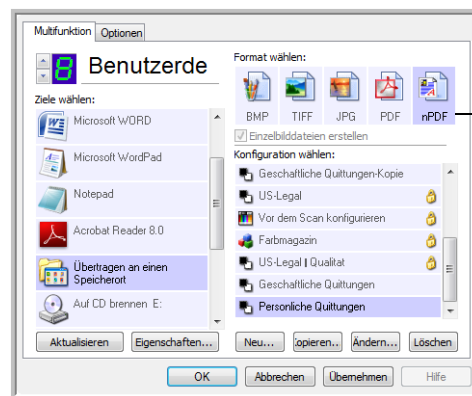 Multifunktion
Optionen
8
Benutzerde
Ziele wählen:
Microsoft WORD
Microsoft WordPad
Notepad
Acrobat Reader 8.0
Übertragen an einen
Speicherort
Auf CD brennen E:
Aktualisieren
Eigenschaften...
Format wählen:
BMP
TIFF
JPG
PDF
nPDF
Einzelbilddateien erstellen
Konfiguration wählen:
Geschaftliche Quittungen-Kopie
US-Legal
Vor dem Scan konfigurieren
Farbmagazin
US-Legal | Qualitat
Geschaftliche Quittungen
Personliche Quittungen
Neu...
opieren..
Ändern...
Löschen
OK
Abbrechen
Übernehmen
Hilfe